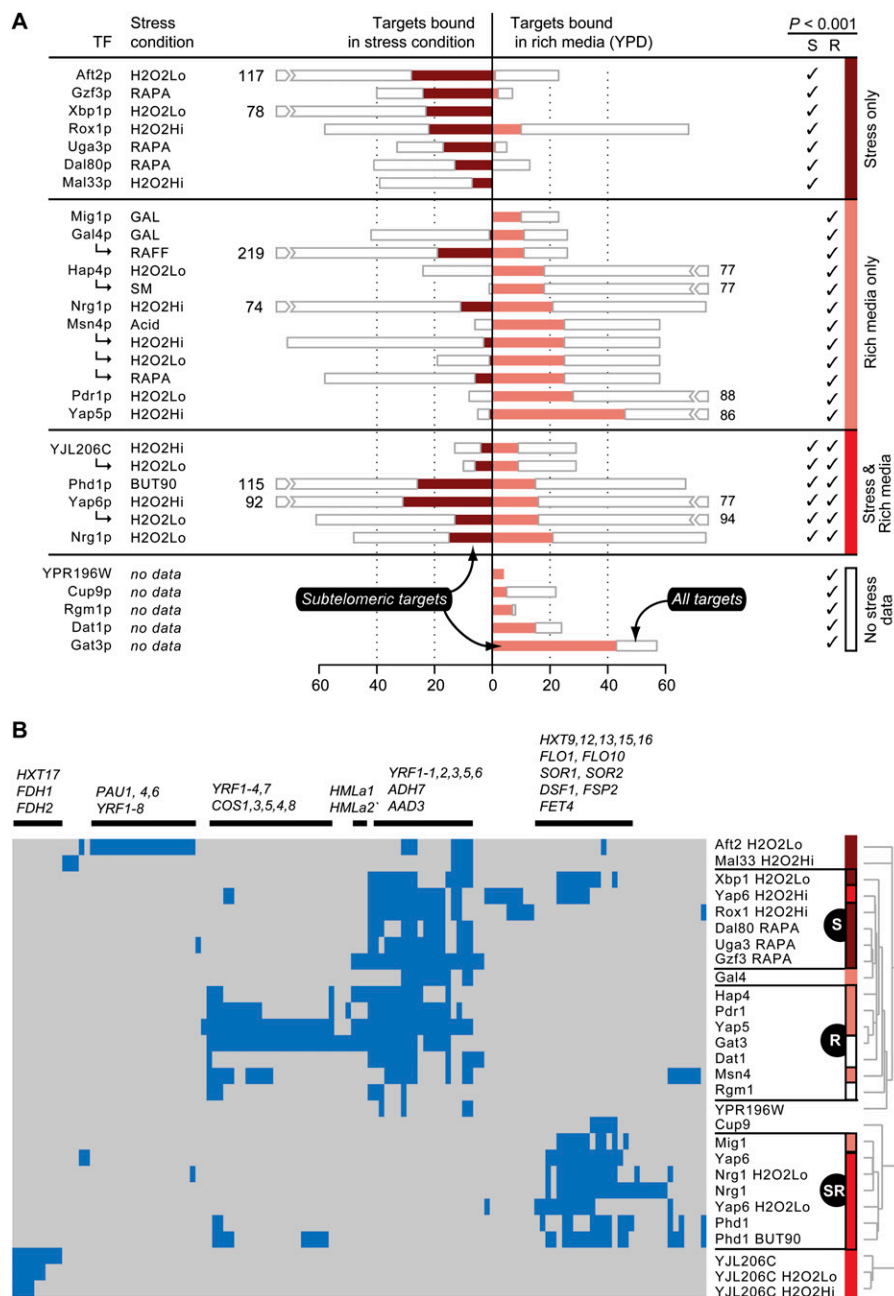 A
TF
Stress
condition
Targets bound
in stress condition
Targets bound
in rich media (YPD)
P < 0.001
S R
Aft2p H2O2Lo 117 ✓
Gzf3p RAPA ✓
Xbp1p H2O2Lo 78 ✓
Rox1p H2O2Hi ✓
Uga3p RAPA ✓
Dal80p RAPA ✓
Mal33p H2O2Hi ✓
Stress only
Mig1p GAL ✓
Gal4p GAL ✓
↳ RAFF 219 ✓
Hap4p H2O2Lo 77 ✓
↳ SM 77 ✓
Nrg1p H2O2Hi 74 ✓
Msn4p Acid ✓
↳ H2O2Hi ✓
↳ H2O2Lo ✓
↳ RAPA ✓
Pdr1p H2O2Lo 88 ✓
Yap5p H2O2Hi 86 ✓
Rich media only
YJL206C H2O2Hi ✓ ✓
↳ H2O2Lo ✓ ✓
Phd1p BUT90 115 ✓ ✓
Yap6p H2O2Hi 92 77 ✓ ✓
↳ H2O2Lo 94 ✓ ✓
Nrg1p H2O2Lo ✓ ✓
Stress &
Rich media
YPR196W no data ✓
Cup9p no data ✓
Rgm1p no data ✓
Dat1p no data ✓
Gat3p no data ✓
Subtelomeric targets
All targets
No stress
data
60 40 20 0 20 40 60
B
HXT17
FDH1
FDH2
PAU1, 4,6
YRF1-8
YRF1-4,7
COS1,3,5,4,8
HMLa1
HMLa2`
YRF1-1,2,3,5,6
ADH7
AAD3
HXT9,12,13,15,16
FLO1, FLO10
SOR1, SOR2
DSF1, FSP2
FET4
Aft2 H2O2Lo
Mal33 H2O2Hi
Xbp1 H2O2Lo
Yap6 H2O2Hi
Rox1 H2O2Hi
Dal80 RAPA
Uga3 RAPA
Gzf3 RAPA
S
Gal4
Hap4
Pdr1
Yap5
Gat3
Dat1
Msn4
Rgm1
R
YPR196W
Cup9
Mig1
Yap6
Nrg1 H2O2Lo
Nrg1
Yap6 H2O2Lo
Phd1
Phd1 BUT90
SR
YJL206C
YJL206C H2O2Lo
YJL206C H2O2Hi